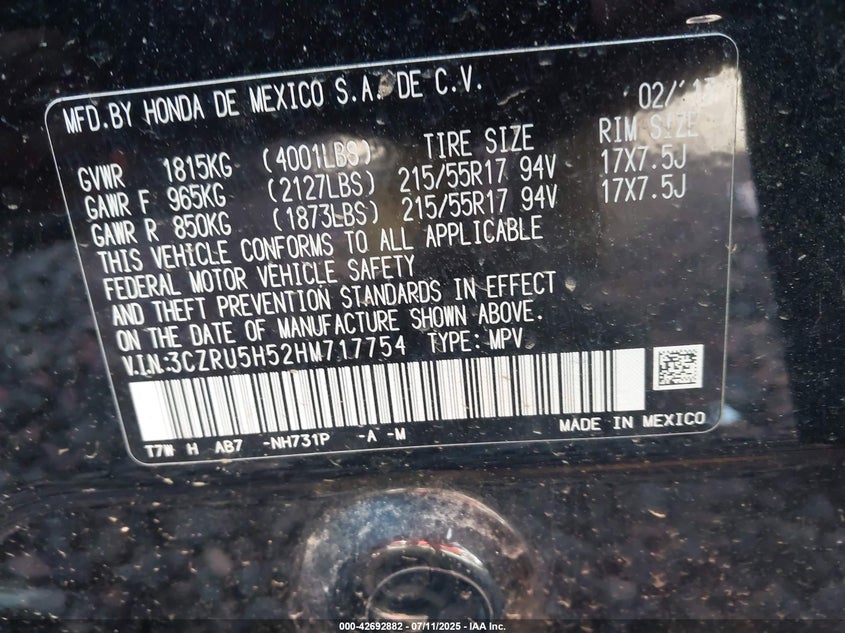 MFD.BY HONDA DE MEXICO S.A. DE C.V. 02/17
GVWR 1815KG (4001LBS) TIRE SIZE RIM SIZE
GAWR F 965KG (2127LBS) 215/55R17 94V 17X7.5J
GAWR R 850KG (1873LBS) 215/55R17 94V 17X7.5J
THIS VEHICLE CONFORMS TO ALL APPLICABLE
FEDERAL MOTOR VEHICLE SAFETY
AND THEFT PREVENTION STANDARDS IN EFFECT
ON THE DATE OF MANUFACTURE SHOWN ABOVE.
V.I.N:3CZRU5H52HM717754 TYPE: MPV
T7W H AB7 -NH731P -A -M MADE IN MEXICO
000-42692882 - 07/11/2025 - IAA Inc.